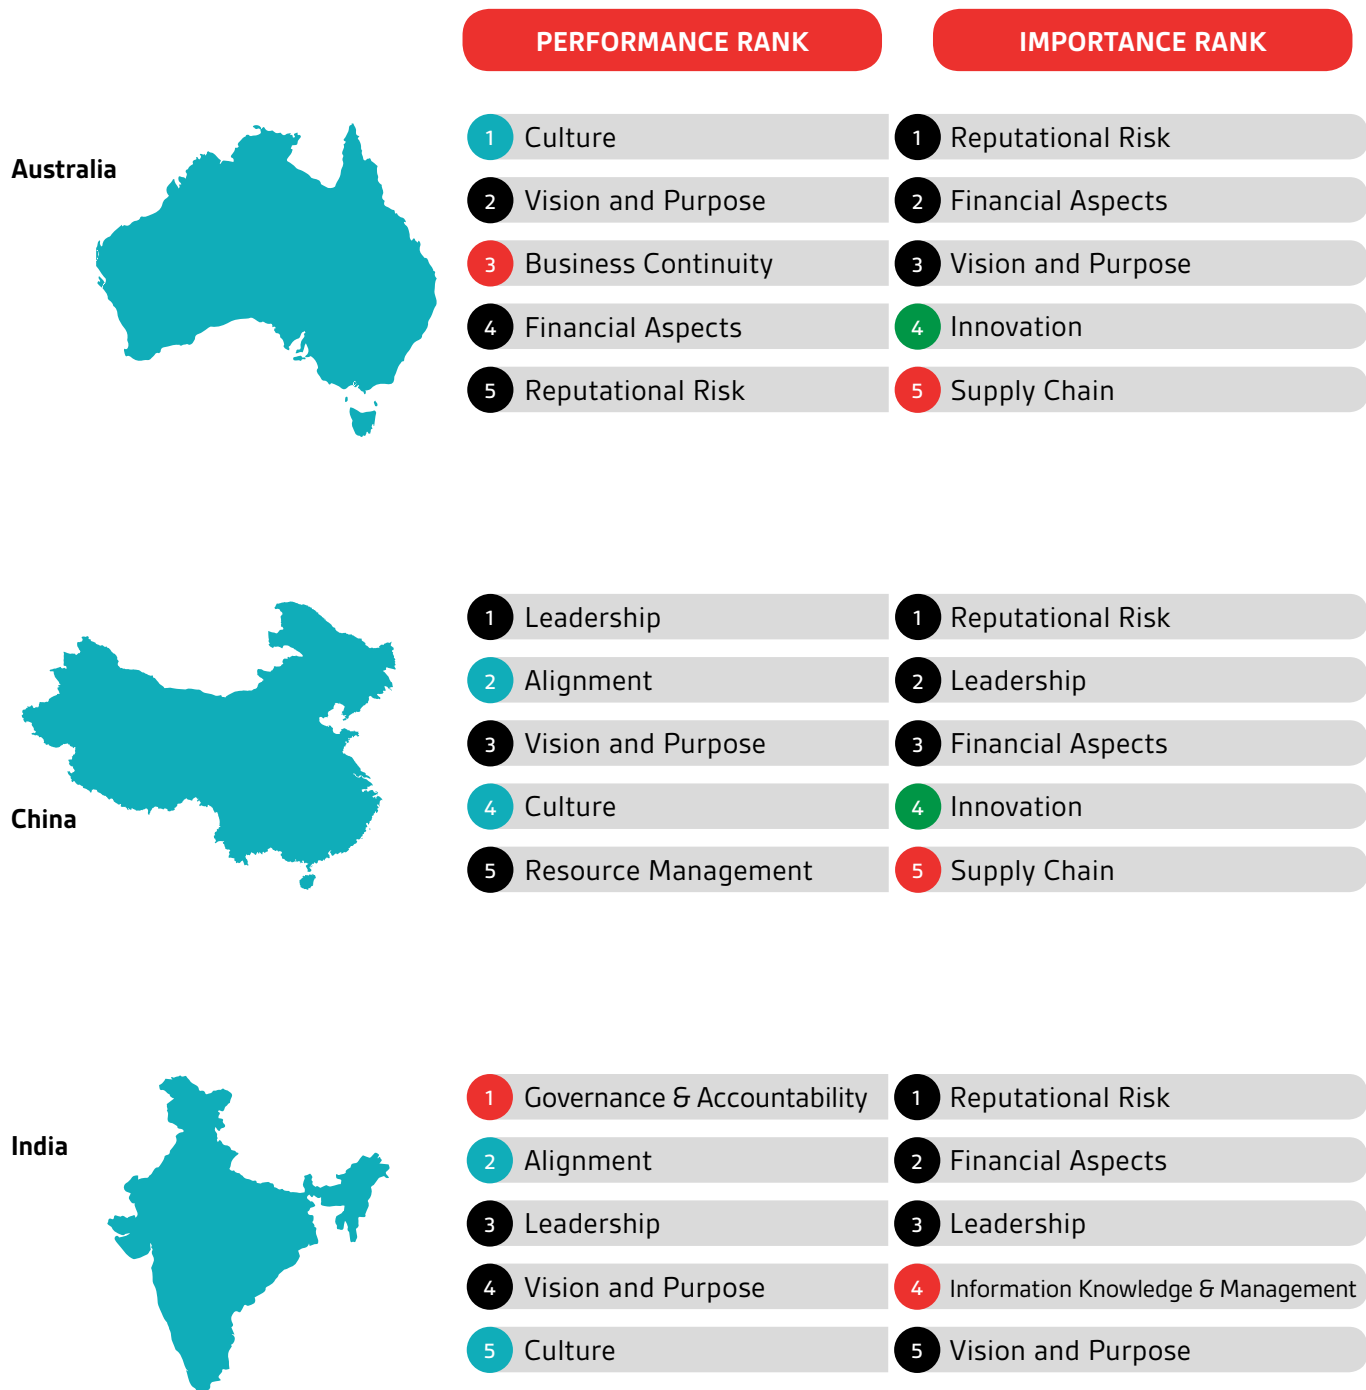 PERFORMANCE RANK
IMPORTANCE RANK
Australia
1 Culture
1 Reputational Risk
2 Vision and Purpose
2 Financial Aspects
3 Business Continuity
3 Vision and Purpose
4 Financial Aspects
4 Innovation
5 Reputational Risk
5 Supply Chain
China
1 Leadership
1 Reputational Risk
2 Alignment
2 Leadership
3 Vision and Purpose
3 Financial Aspects
4 Culture
4 Innovation
5 Resource Management
5 Supply Chain
India
1 Governance & Accountability
1 Reputational Risk
2 Alignment
2 Financial Aspects
3 Leadership
3 Leadership
4 Vision and Purpose
4 Information Knowledge & Management
5 Culture
5 Vision and Purpose